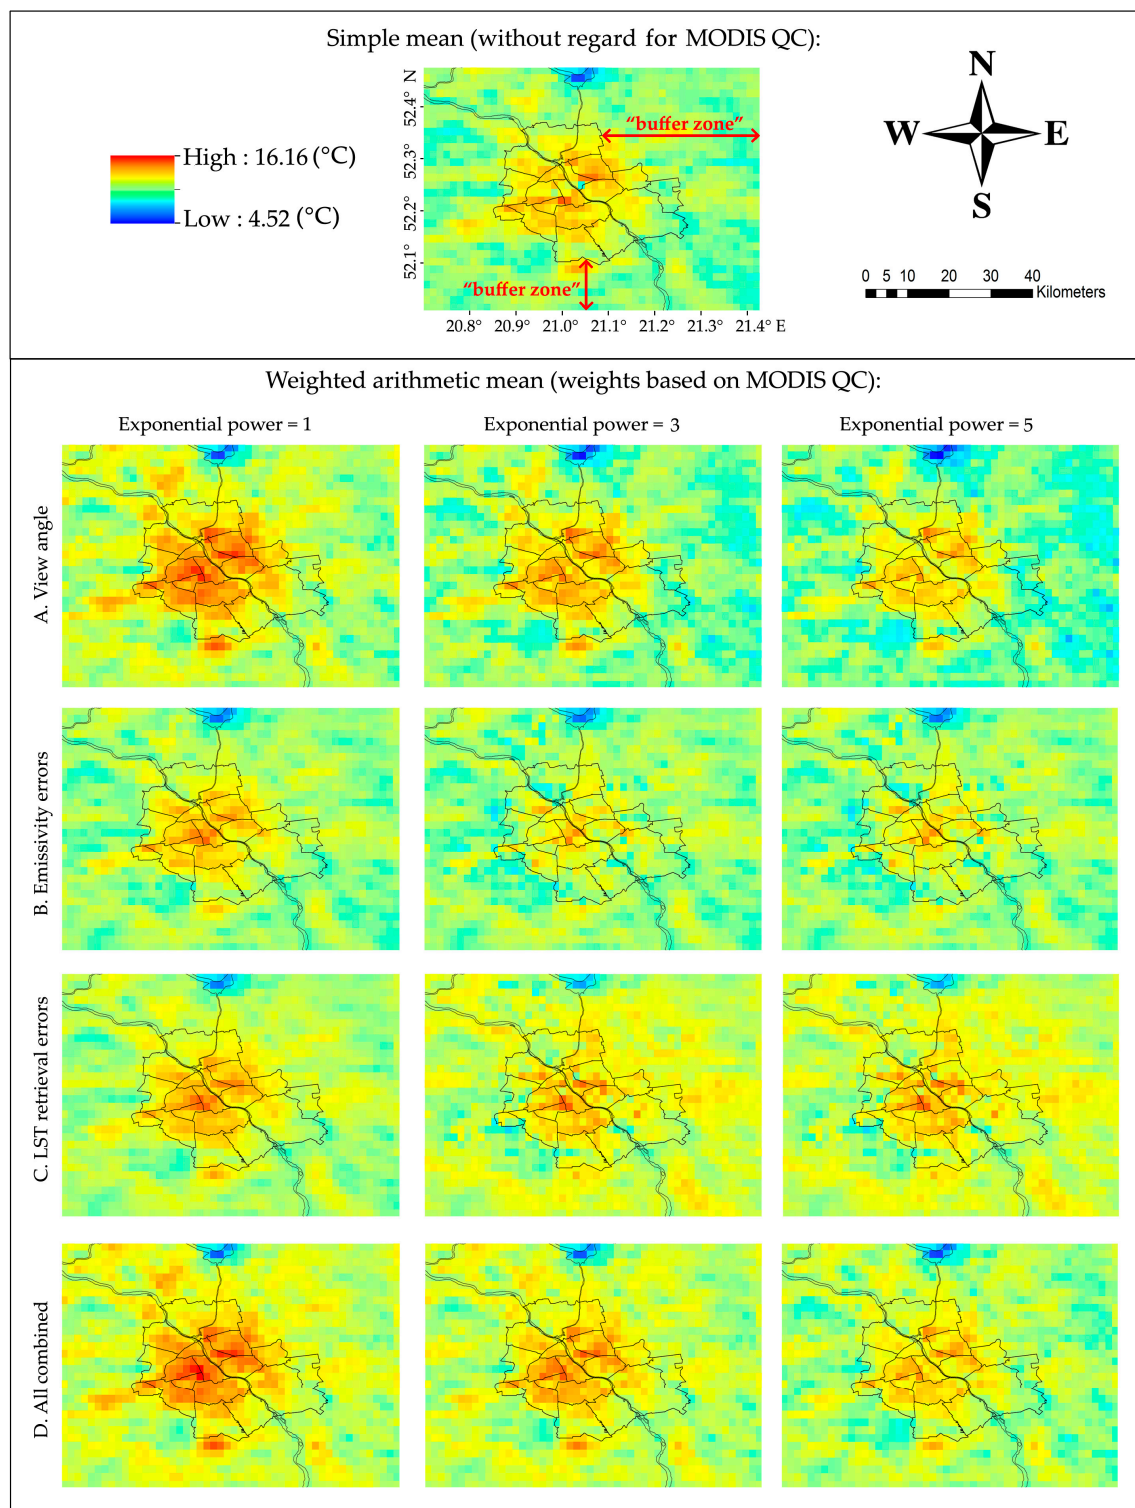 Simple mean (without regard for MODIS QC):
High : 16.16 (°C)
Low : 4.52 (°C)
52.4° N
52.3°
52.2°
52.1°
“buffer zone”
“buffer zone”
20.8° 20.9° 21.0° 21.1° 21.2° 21.3° 21.4° E
N
W E
S
0 5 10 20 30 40
Kilometers
Weighted arithmetic mean (weights based on MODIS QC):
Exponential power = 1 Exponential power = 3 Exponential power = 5
A. View angle
B. Emissivity errors
C. LST retrieval errors
D. All combined